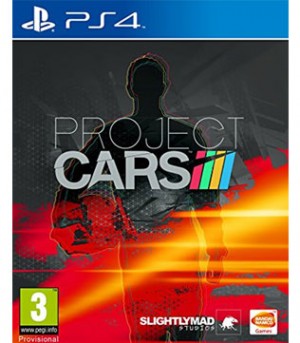 PS4
PROJECT
CARS
3
www.pegi.info
Provisional
SLIGHTLYMAD
STUDIOS
BANDAI
NAMCO
Games